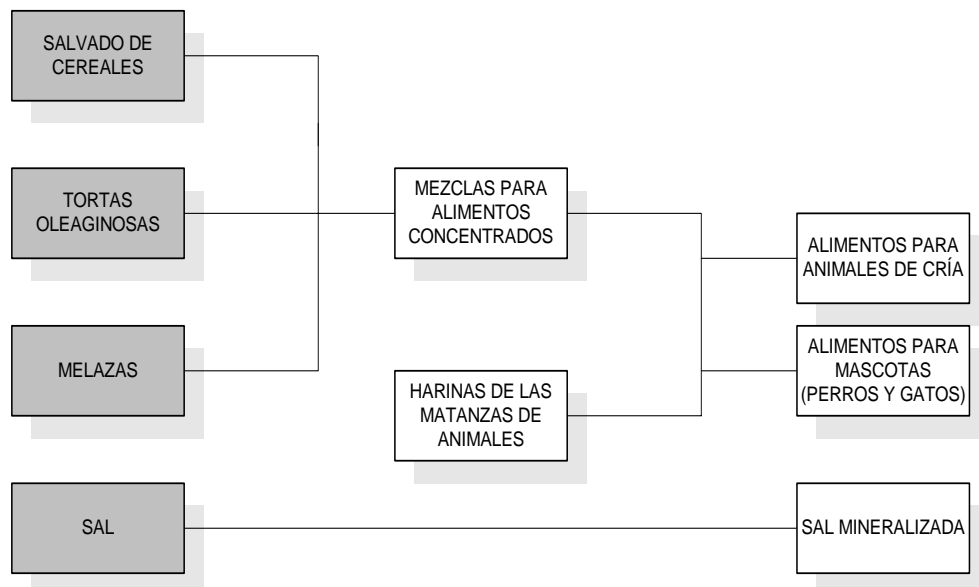 SALVADO DE
CEREALES
TORTAS
OLEAGINOSAS
MELAZAS
SAL
MEZCLAS PARA
ALIMENTOS
CONCENTRADOS
HARINAS DE LAS
MATANZAS DE
ANIMALES
ALIMENTOS PARA
ANIMALES DE CRÍA
ALIMENTOS PARA
MASCOTAS
(PERROS Y GATOS)
SAL MINERALIZADA